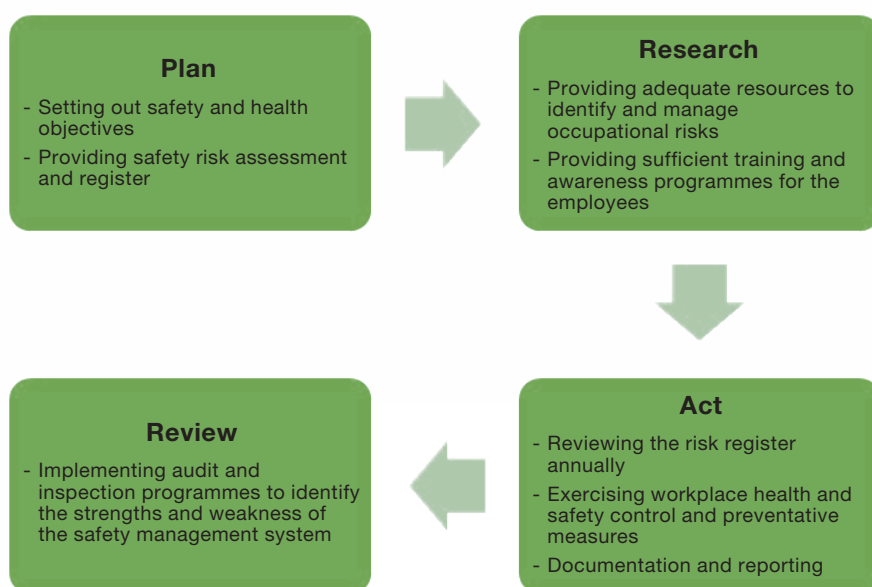 Plan
- Setting out safety and health
objectives
- Providing safety risk assessment
and register
Research
- Providing adequate resources to
identify and manage
occupational risks
- Providing sufficient training and
awareness programmes for the
employees
Act
- Reviewing the risk register
annually
- Exercising workplace health and
safety control and preventative
measures
- Documentation and reporting
Review
- Implementing audit and
inspection programmes to identify
the strengths and weakness of
the safety management system